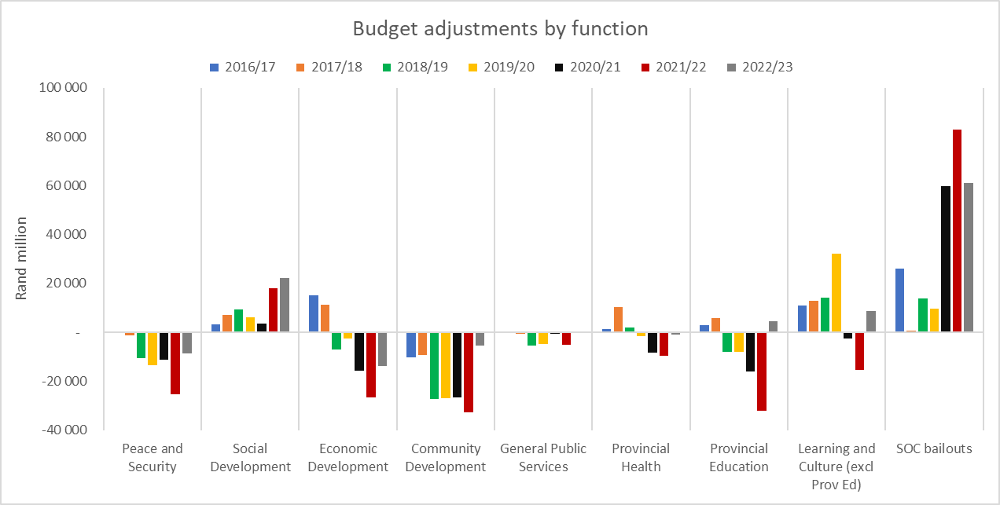 Budget adjustments by function
2016/17 2017/18 2018/19 2019/20 2020/21 2021/22 2022/23
Rand million
100 000
80 000
60 000
40 000
20 000
-
-20 000
-40 000
Peace and
Security
Social
Development
Economic
Development
Community
Development
General Public
Services
Provincial
Health
Provincial
Education
Learning and
Culture (excl
Prov Ed)
SOC bailouts